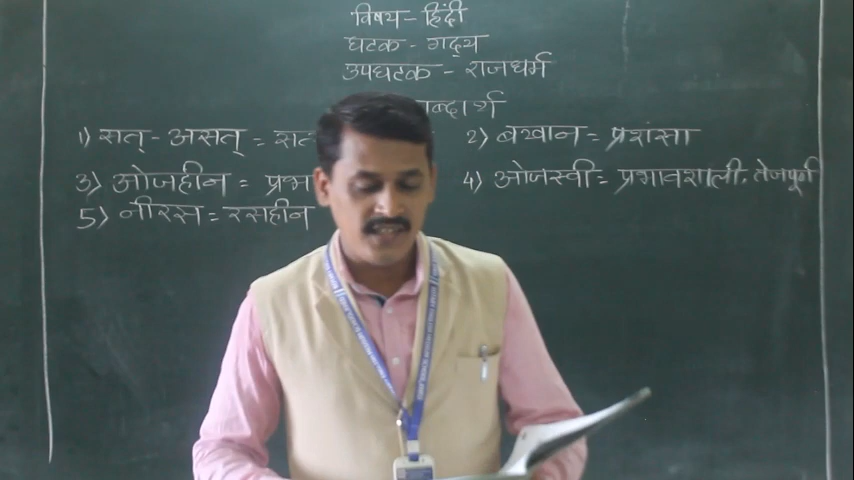 विषय - हिंदी
घटक - गद्य
उपघटक - राजधर्म
ब्दार्थ
1) सत् - असत् = सत 2) बखान = प्रशंसा
3) ओजहीन = प्रभ 4) ओजस्वी = प्रभावशाली, तेजपूर्ण
5) नीरस = रसहीन